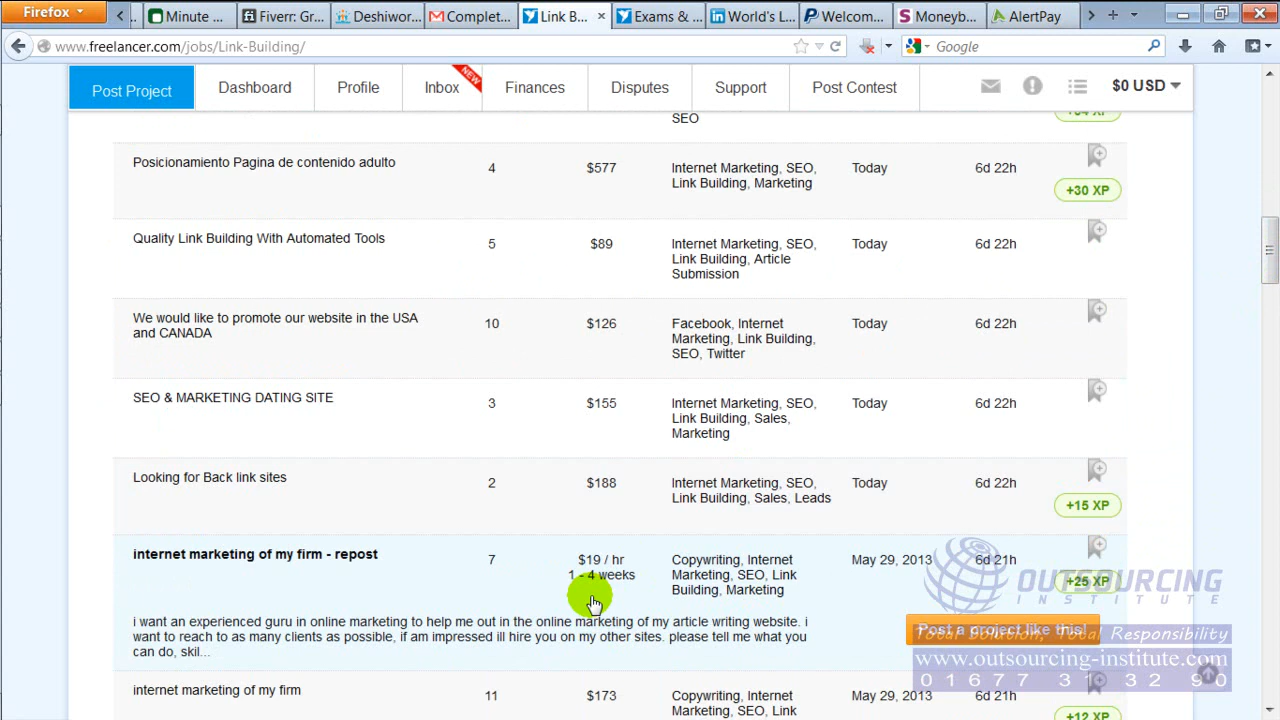 Firefox
Minute ...
Fiverr: Gr...
Deshiwor...
Complet...
Link B...
Exams & ...
World's L...
Welcom...
Moneyb...
AlertPay
www.freelancer.com/jobs/Link-Building/
Google
Post Project
Dashboard
Profile
Inbox
NEW
Finances
Disputes
Support
Post Contest
$0 USD
SEO
Posicionamiento Pagina de contenido adulto
4
$577
Internet Marketing, SEO,
Link Building, Marketing
Today
6d 22h
+30 XP
Quality Link Building With Automated Tools
5
$89
Internet Marketing, SEO,
Link Building, Article
Submission
Today
6d 22h
We would like to promote our website in the USA
and CANADA
10
$126
Facebook, Internet
Marketing, Link Building,
SEO, Twitter
Today
6d 22h
SEO & MARKETING DATING SITE
3
$155
Internet Marketing, SEO,
Link Building, Sales,
Marketing
Today
6d 22h
Looking for Back link sites
2
$188
Internet Marketing, SEO,
Link Building, Sales, Leads
Today
6d 22h
+15 XP
internet marketing of my firm - repost
7
$19 / hr
1 - 4 weeks
Copywriting, Internet
Marketing, SEO, Link
Building, Marketing
May 29, 2013
6d 21h
+25 XP
i want an experienced guru in online marketing to help me out in the online marketing of my article writing website. i
want to reach to as many clients as possible, if am impressed ill hire you on my other sites. please tell me what you
can do, skil...
Post a project like this!
OUTSOURCING
INSTITUTE
Total Solution, Total Responsibility
www.outsourcing-institute.com
01677 31 32 90
internet marketing of my firm
11
$173
Copywriting, Internet
Marketing, SEO, Link
May 29, 2013
6d 21h
+12 XP